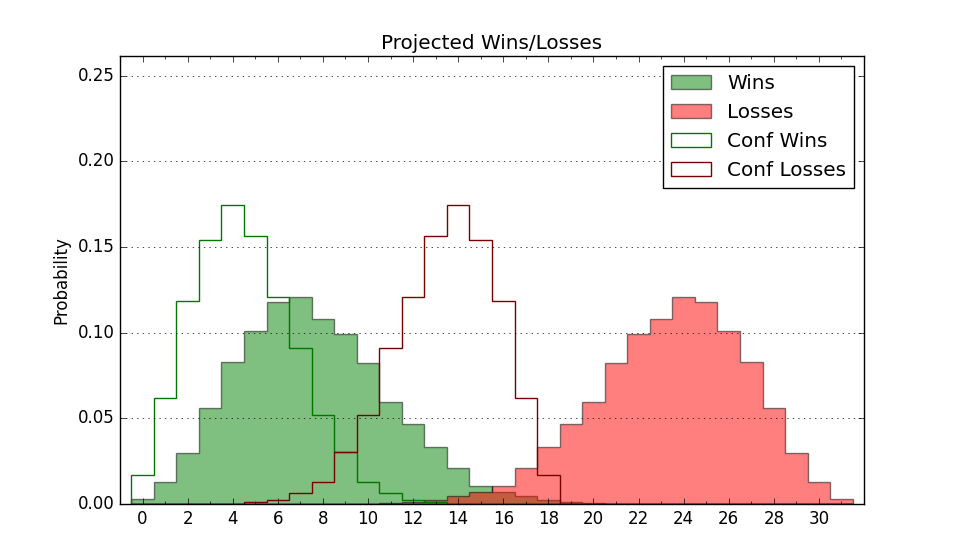 Projected Wins/Losses
0.25
0.20
0.15
0.10
0.05
0.00
Probability
Wins
Losses
Conf Wins
Conf Losses
0 2 4 6 8 10 12 14 16 18 20 22 24 26 28 30